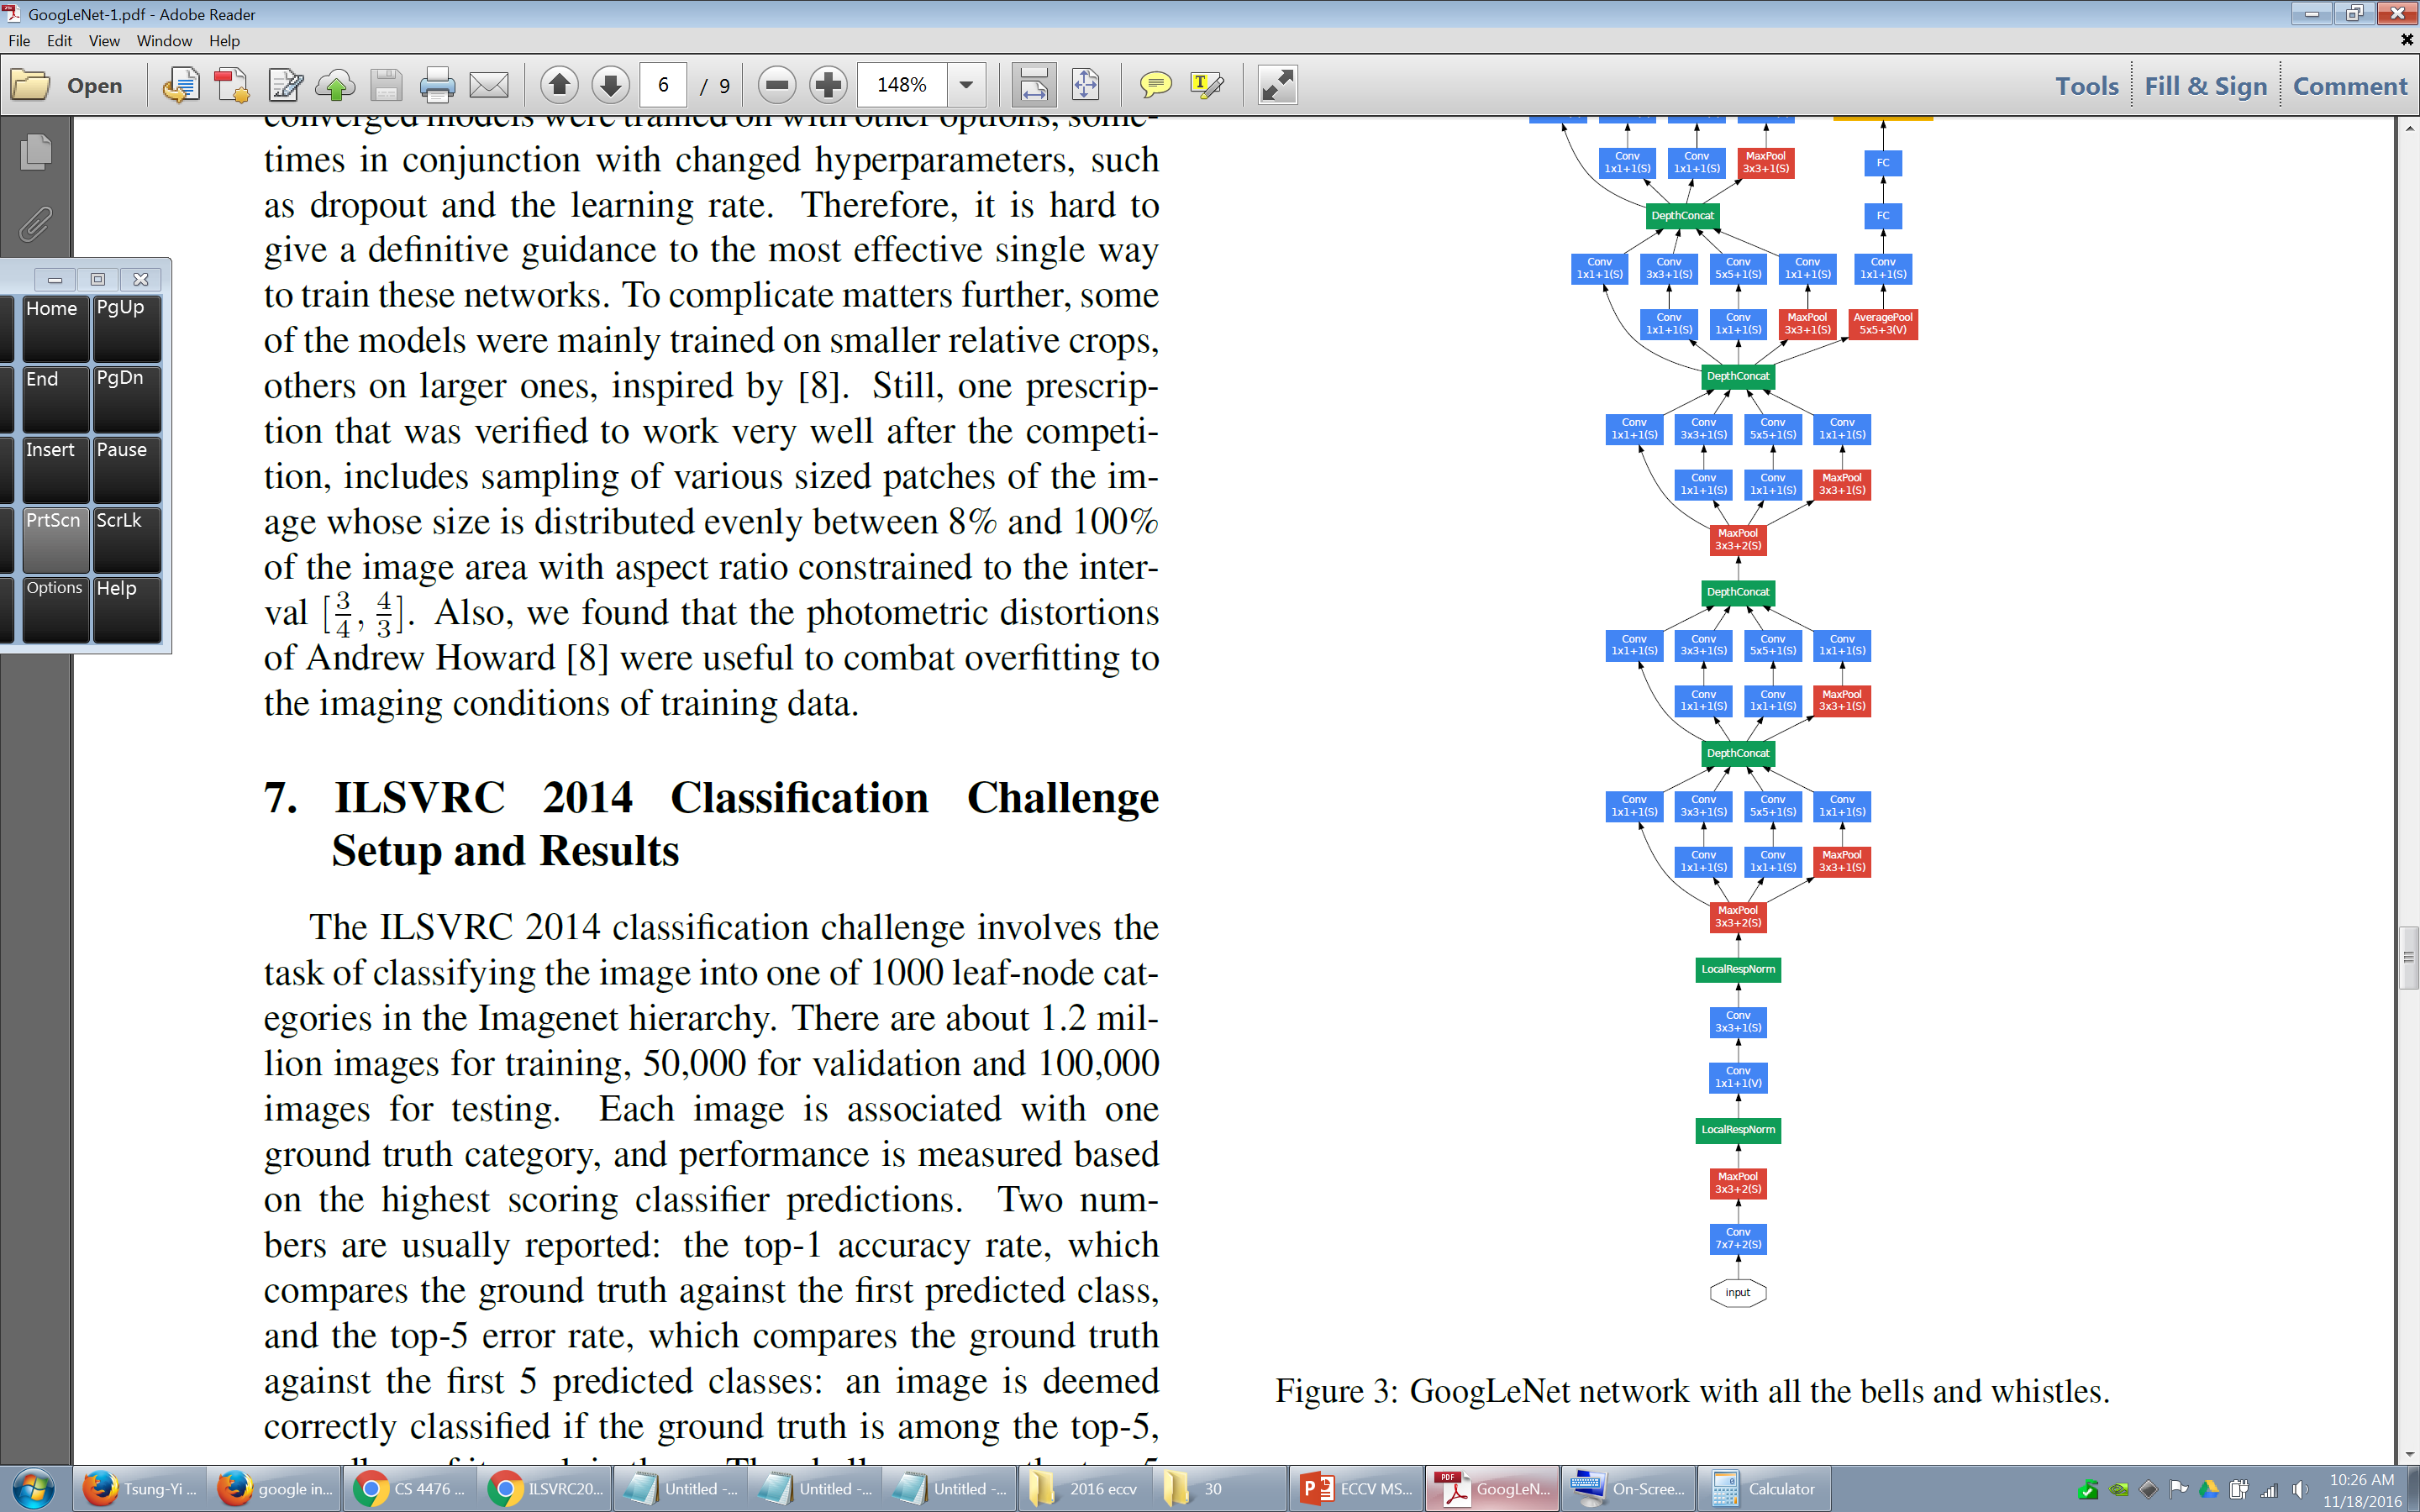 GoogLeNet-1.pdf - Adobe Reader
File Edit View Window Help
Open 6 / 9 148% Tools Fill & Sign Comment
converged models were trained on with other options, some-
times in conjunction with changed hyperparameters, such
as dropout and the learning rate. Therefore, it is hard to
give a definitive guidance to the most effective single way
to train these networks. To complicate matters further, some
of the models were mainly trained on smaller relative crops,
others on larger ones, inspired by [8]. Still, one prescrip-
tion that was verified to work very well after the competi-
tion, includes sampling of various sized patches of the im-
age whose size is distributed evenly between 8% and 100%
of the image area with aspect ratio constrained to the inter-
val [3/4, 4/3]. Also, we found that the photometric distortions
of Andrew Howard [8] were useful to combat overfitting to
the imaging conditions of training data.
7. ILSVRC 2014 Classification Challenge
Setup and Results
The ILSVRC 2014 classification challenge involves the
task of classifying the image into one of 1000 leaf-node cat-
egories in the Imagenet hierarchy. There are about 1.2 mil-
lion images for training, 50,000 for validation and 100,000
images for testing. Each image is associated with one
ground truth category, and performance is measured based
on the highest scoring classifier predictions. Two num-
bers are usually reported: the top-1 accuracy rate, which
compares the ground truth against the first predicted class,
and the top-5 error rate, which compares the ground truth
against the first 5 predicted classes: an image is deemed
correctly classified if the ground truth is among the top-5,
Home PgUp
End PgDn
Insert Pause
PrtScn ScrLk
Options Help
Conv Conv MaxPool FC
1x1+1(S) 1x1+1(S) 3x3+1(S)
DepthConcat FC
Conv Conv Conv Conv Conv
1x1+1(S) 3x3+1(S) 5x5+1(S) 1x1+1(S) 1x1+1(S)
Conv Conv MaxPool AveragePool
1x1+1(S) 1x1+1(S) 3x3+1(S) 5x5+3(V)
DepthConcat
Conv Conv Conv Conv
1x1+1(S) 3x3+1(S) 5x5+1(S) 1x1+1(S)
Conv Conv MaxPool
1x1+1(S) 1x1+1(S) 3x3+1(S)
MaxPool
3x3+2(S)
DepthConcat
Conv Conv Conv Conv
1x1+1(S) 3x3+1(S) 5x5+1(S) 1x1+1(S)
Conv Conv MaxPool
1x1+1(S) 1x1+1(S) 3x3+1(S)
DepthConcat
Conv Conv Conv Conv
1x1+1(S) 3x3+1(S) 5x5+1(S) 1x1+1(S)
Conv Conv MaxPool
1x1+1(S) 1x1+1(S) 3x3+1(S)
MaxPool
3x3+2(S)
LocalRespNorm
Conv
3x3+1(S)
Conv
1x1+1(V)
LocalRespNorm
MaxPool
3x3+2(S)
Conv
7x7+2(S)
input
Figure 3: GoogLeNet network with all the bells and whistles.
Tsung-Yi ... google in... CS 4476 ... ILSVRC20... Untitled -... Untitled -... Untitled -... 2016 eccv 30 ECCV MS... GoogLeN... On-Scree... Calculator
10:26 AM
11/18/2016